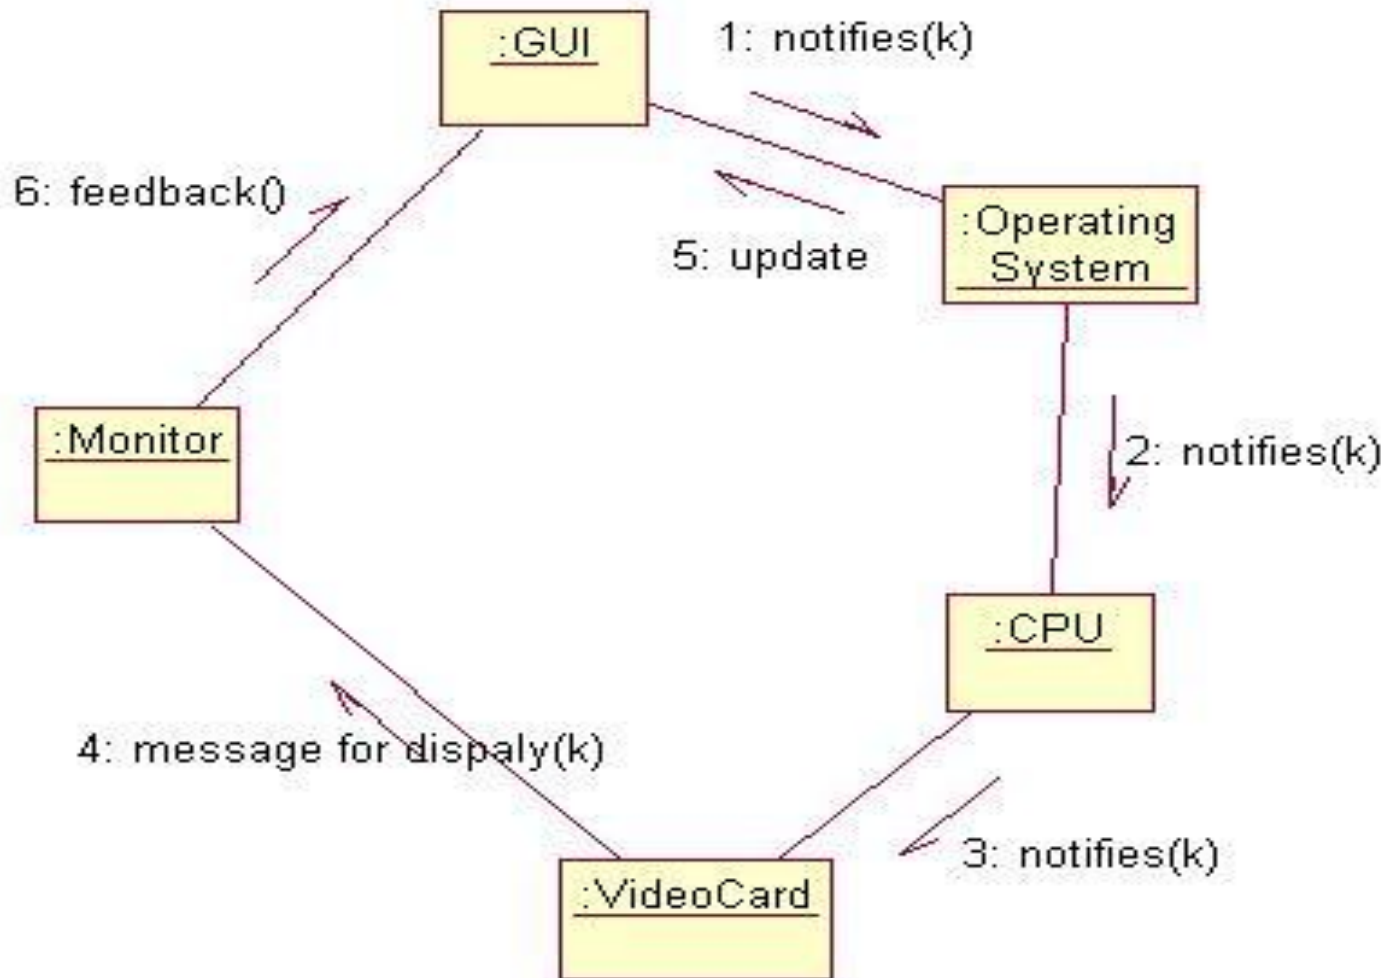 :GUI
1: notifies(k)
6: feedback()
:Operating
System
5: update
:Monitor
2: notifies(k)
:CPU
4: message for dispaly(k)
3: notifies(k)
:VideoCard